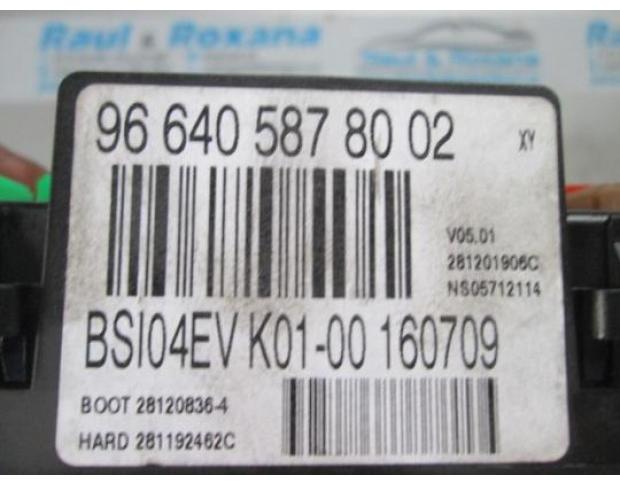 Raul & Roxana
96 640 587 80 02 XY
V05.01
281201906C
NS05712114
BSI04EV K01-00 160709
BOOT 28120836-4
HARD 281192462C